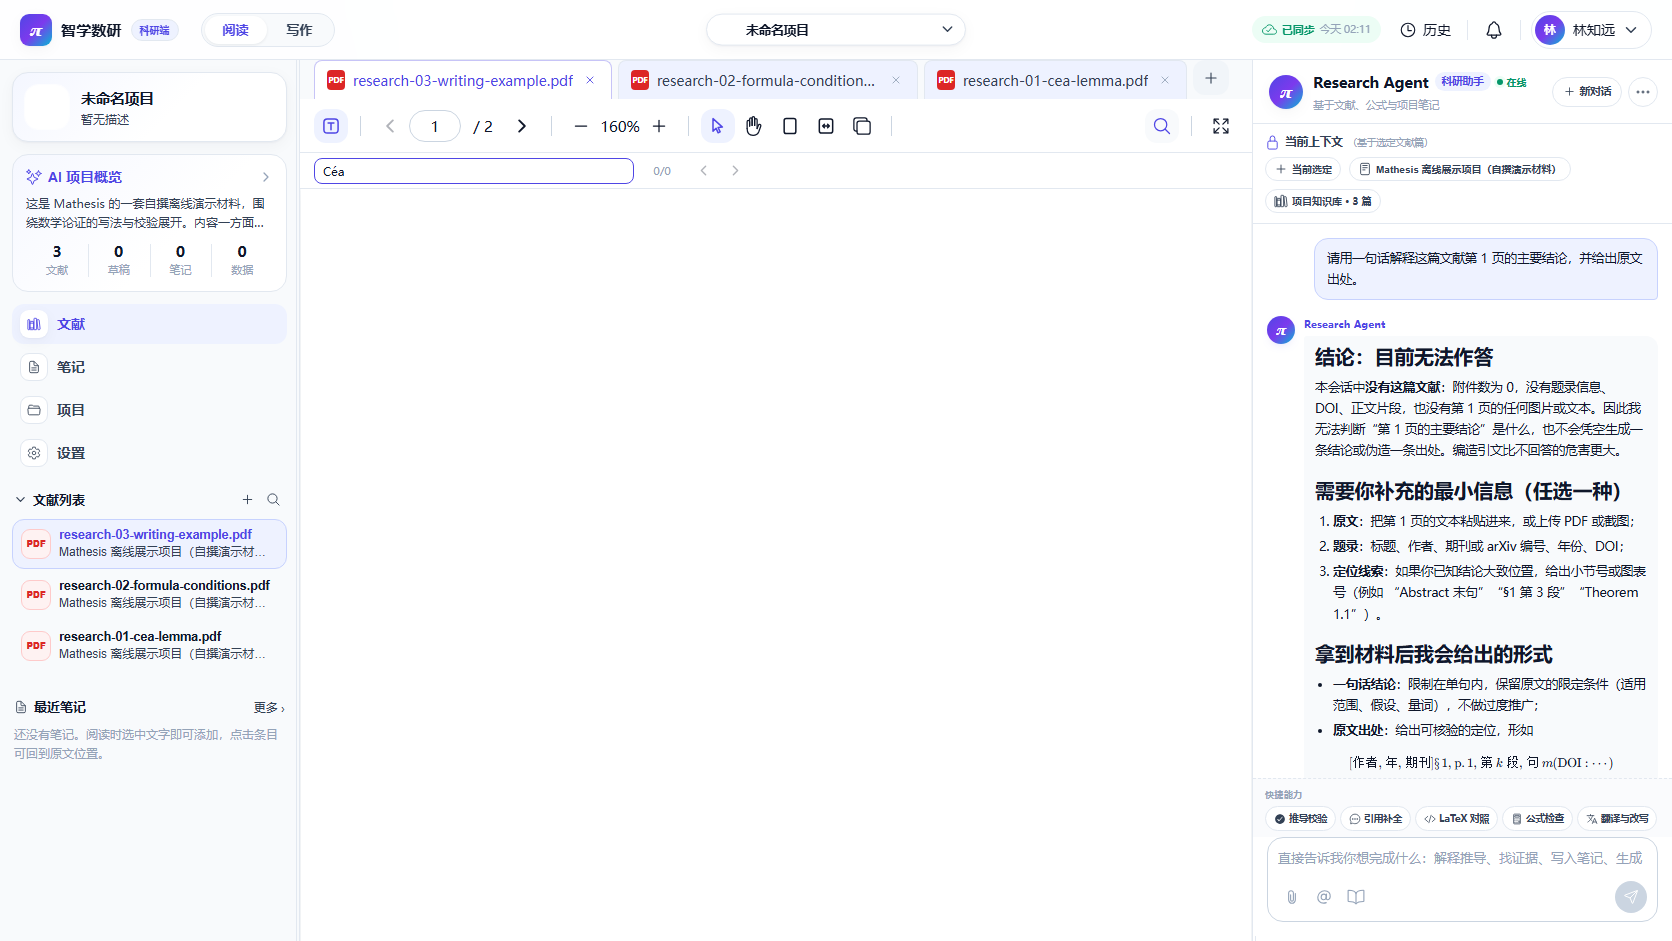 π 智学数研 科研端 阅读 写作 未命名项目 已同步 今天 02:11 历史 林 林知远
未命名项目
暂无描述
AI 项目概览
这是 Mathesis 的一套自撰离线演示材料，围
绕数学论证的写法与校验展开。内容一方面...
3 0 0 0
文献 草稿 笔记 数据
文献
笔记
项目
设置
文献列表
PDF research-03-writing-example.pdf
Mathesis 离线展示项目（自撰演示材...
PDF research-02-formula-conditions.pdf
Mathesis 离线展示项目（自撰演示材...
PDF research-01-cea-lemma.pdf
Mathesis 离线展示项目（自撰演示材...
最近笔记 更多 ›
还没有笔记。阅读时选中文字即可添加，点击条目
可回到原文位置。
PDF research-03-writing-example.pdf × PDF research-02-formula-condition... × PDF research-01-cea-lemma.pdf × +
T 1 / 2 160%
Céa 0/0
π Research Agent 科研助手 在线 + 新对话
基于文献、公式与项目笔记
当前上下文 （基于选定文献篇）
+ 当前选定 Mathesis 离线展示项目（自撰演示材料）
项目知识库 • 3 篇
请用一句话解释这篇文献第 1 页的主要结论，并给出原文
出处。
π Research Agent
结论：目前无法作答
本会话中没有这篇文献：附件数为 0，没有题录信息、
DOI、正文片段，也没有第 1 页的任何图片或文本。因此我
无法判断“第 1 页的主要结论”是什么，也不会凭空生成一
条结论或伪造一条出处。编造引文比不回答的危害更大。
需要你补充的最小信息（任选一种）
1. 原文：把第 1 页的文本粘贴进来，或上传 PDF 或截图；
2. 题录：标题、作者、期刊或 arXiv 编号、年份、DOI；
3. 定位线索：如果你已知结论大致位置，给出小节号或图表
号（例如 “Abstract 末句” “§1 第 3 段” “Theorem
1.1”）。
拿到材料后我会给出的形式
• 一句话结论：限制在单句内，保留原文的限定条件（适用
范围、假设、量词），不做过度推广；
• 原文出处：给出可核验的定位，形如
[作者, 年, 期刊]§1, p. 1, 第 k 段, 句 m(DOI : ⋯)
快捷能力
推导校验 引用补全 </> LaTeX 对照 公式检查 翻译与改写
直接告诉我你想完成什么：解释推导、找证据、写入笔记、生成
@